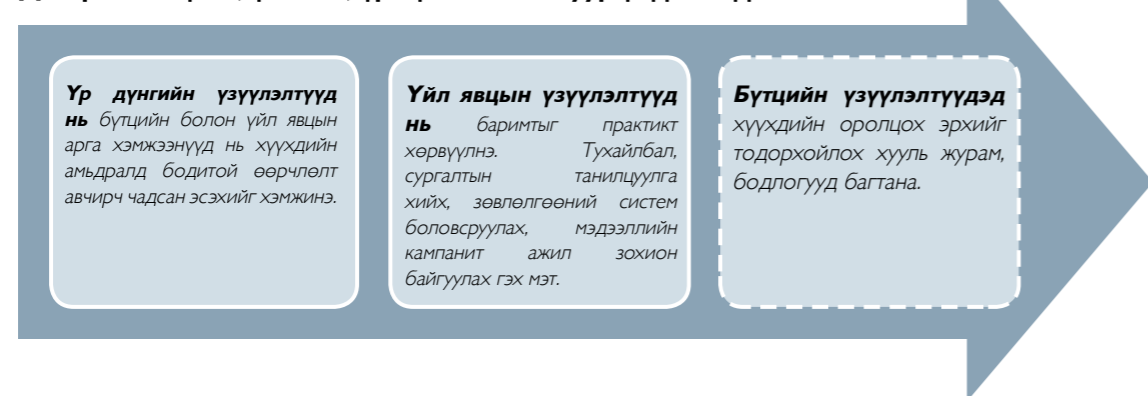 Үр дүнгийн үзүүлэлтүүд
нь бүтцийн болон үйл явцын
арга хэмжээнүүд нь хүүхдийн
амьдралд бодитой өөрчлөлт
авчирч чадсан эсэхийг хэмжинэ.
Үйл явцын үзүүлэлтүүд
нь баримтыг практикт
хөрвүүлнэ. Тухайлбал,
сургалтын танилцуулга
хийх, зөвлөлгөөний систем
боловсруулах, мэдээллийн
кампанит ажил зохион
байгуулах гэх мэт.
Бүтцийн үзүүлэлтүүдэд
хүүхдийн оролцох эрхийг
тодорхойлох хууль журам,
бодлогууд багтана.